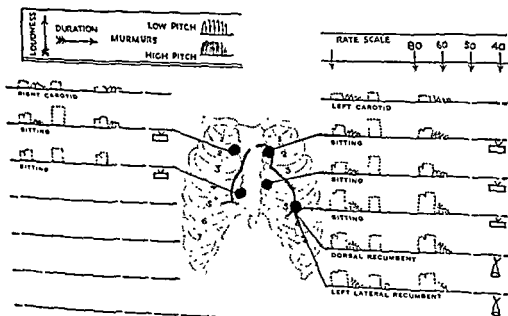 LOUDNESS
DURATION
MURMURS
LOW PITCH
HIGH PITCH
RATE SCALE
80 60 50 40
RIGHT CAROTID
SITTING
SITTING
LEFT CAROTID
SITTING
SITTING
SITTING
DORSAL RECUMBENT
LEFT LATERAL RECUMBENT